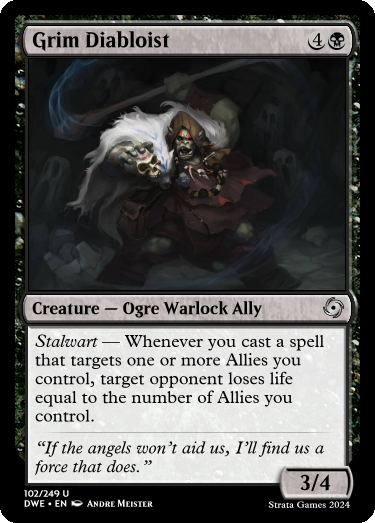 Grim Diabloist 4
Creature — Ogre Warlock Ally
Stalwart — Whenever you cast a spell
that targets one or more Allies you
control, target opponent loses life
equal to the number of Allies you
control.
“If the angels won’t aid us, I’ll find us a
force that does.”
3/4
102/249 U
DWE • EN Andre Meister
Strata Games 2024